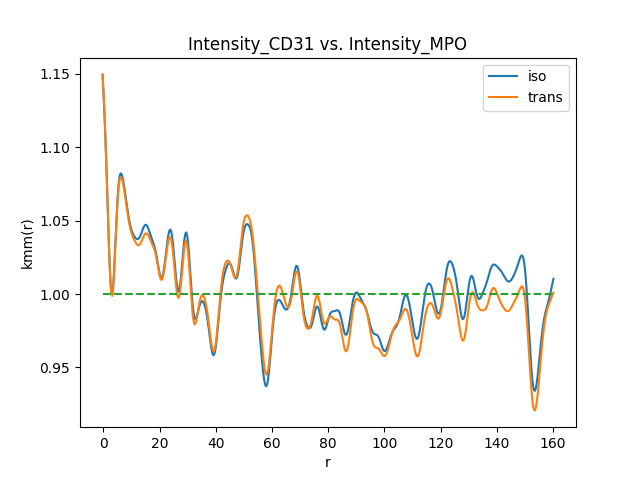 Intensity_CD31 vs. Intensity_MPO
iso
trans
kmm(r)
1.15
1.10
1.05
1.00
0.95
0 20 40 60 80 100 120 140 160
r